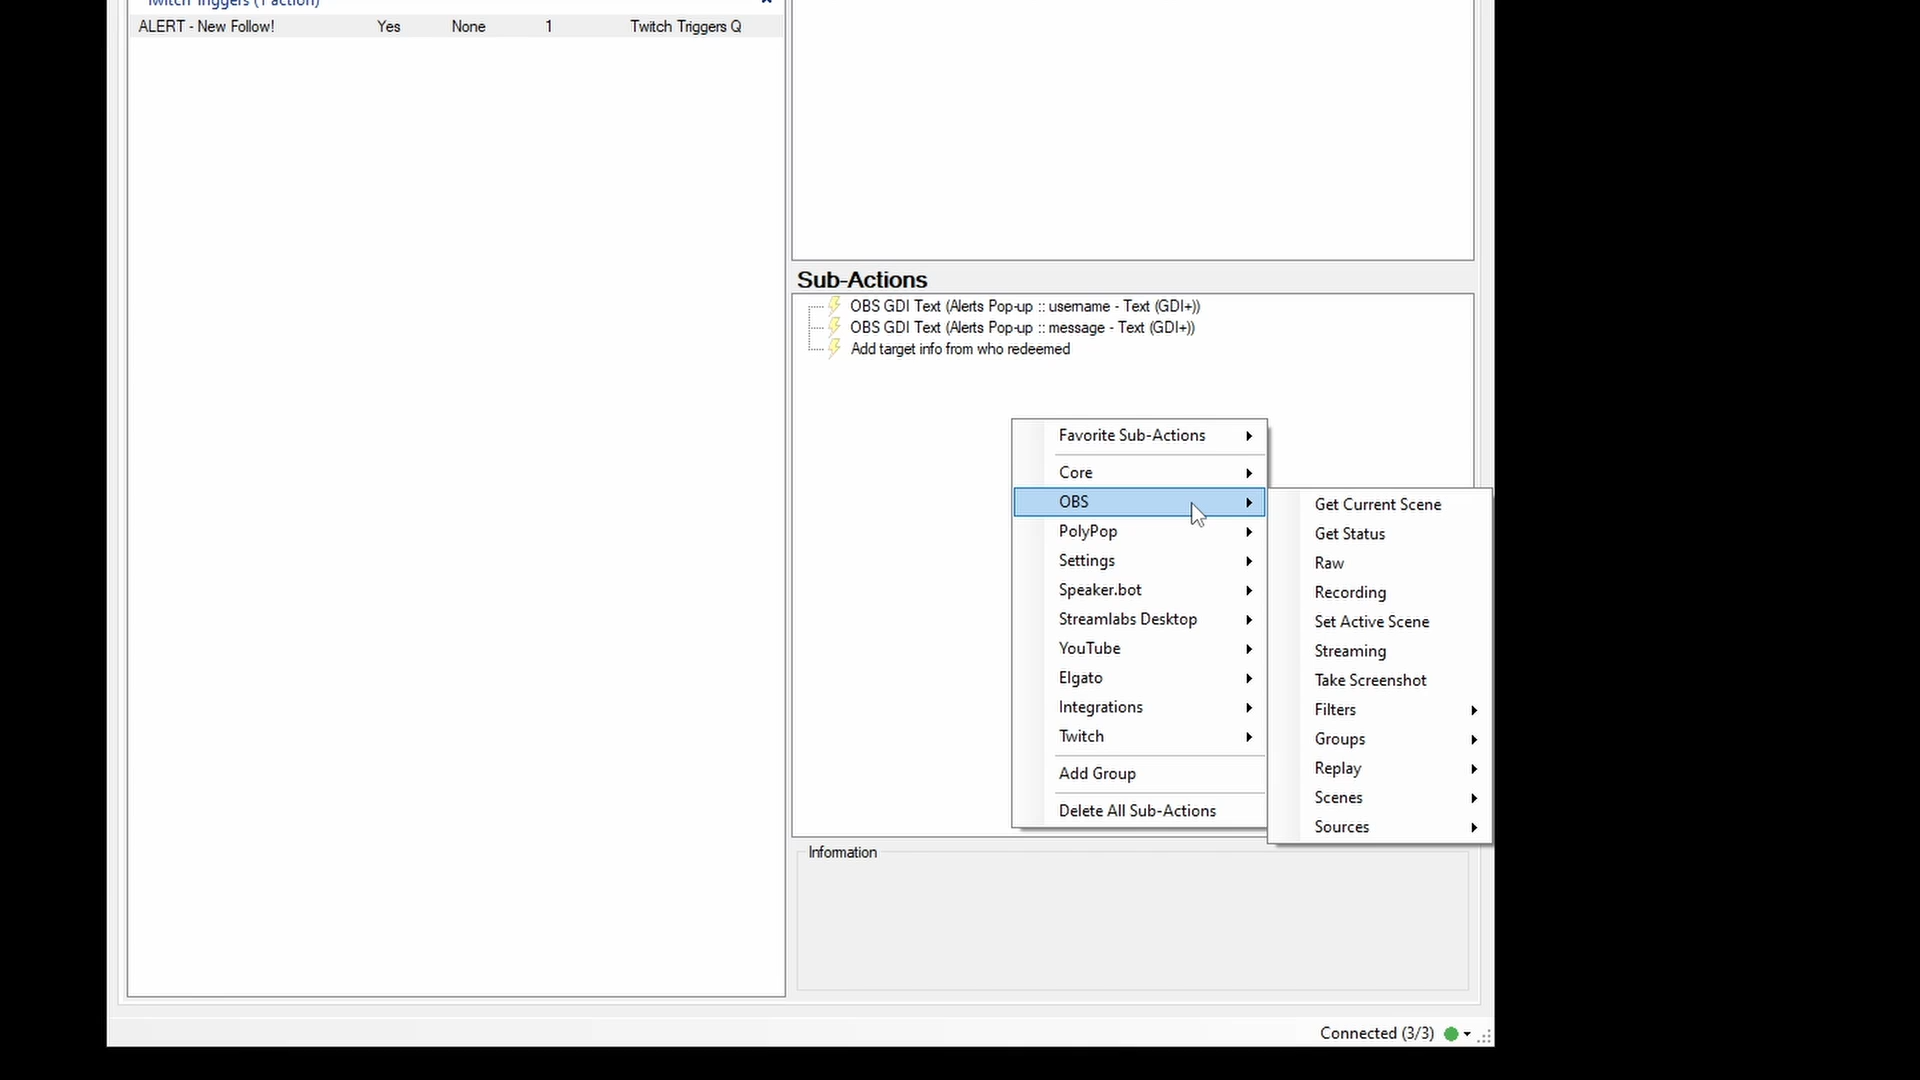 Twitch Triggers (1 action)
ALERT - New Follow! Yes None 1 Twitch Triggers Q
Sub-Actions
OBS GDI Text (Alerts Pop-up :: username - Text (GDI+))
OBS GDI Text (Alerts Pop-up :: message - Text (GDI+))
Add target info from who redeemed
Favorite Sub-Actions
Core
OBS
PolyPop
Settings
Speaker.bot
Streamlabs Desktop
YouTube
Elgato
Integrations
Twitch
Add Group
Delete All Sub-Actions
Get Current Scene
Get Status
Raw
Recording
Set Active Scene
Streaming
Take Screenshot
Filters
Groups
Replay
Scenes
Sources
Information
Connected (3/3)